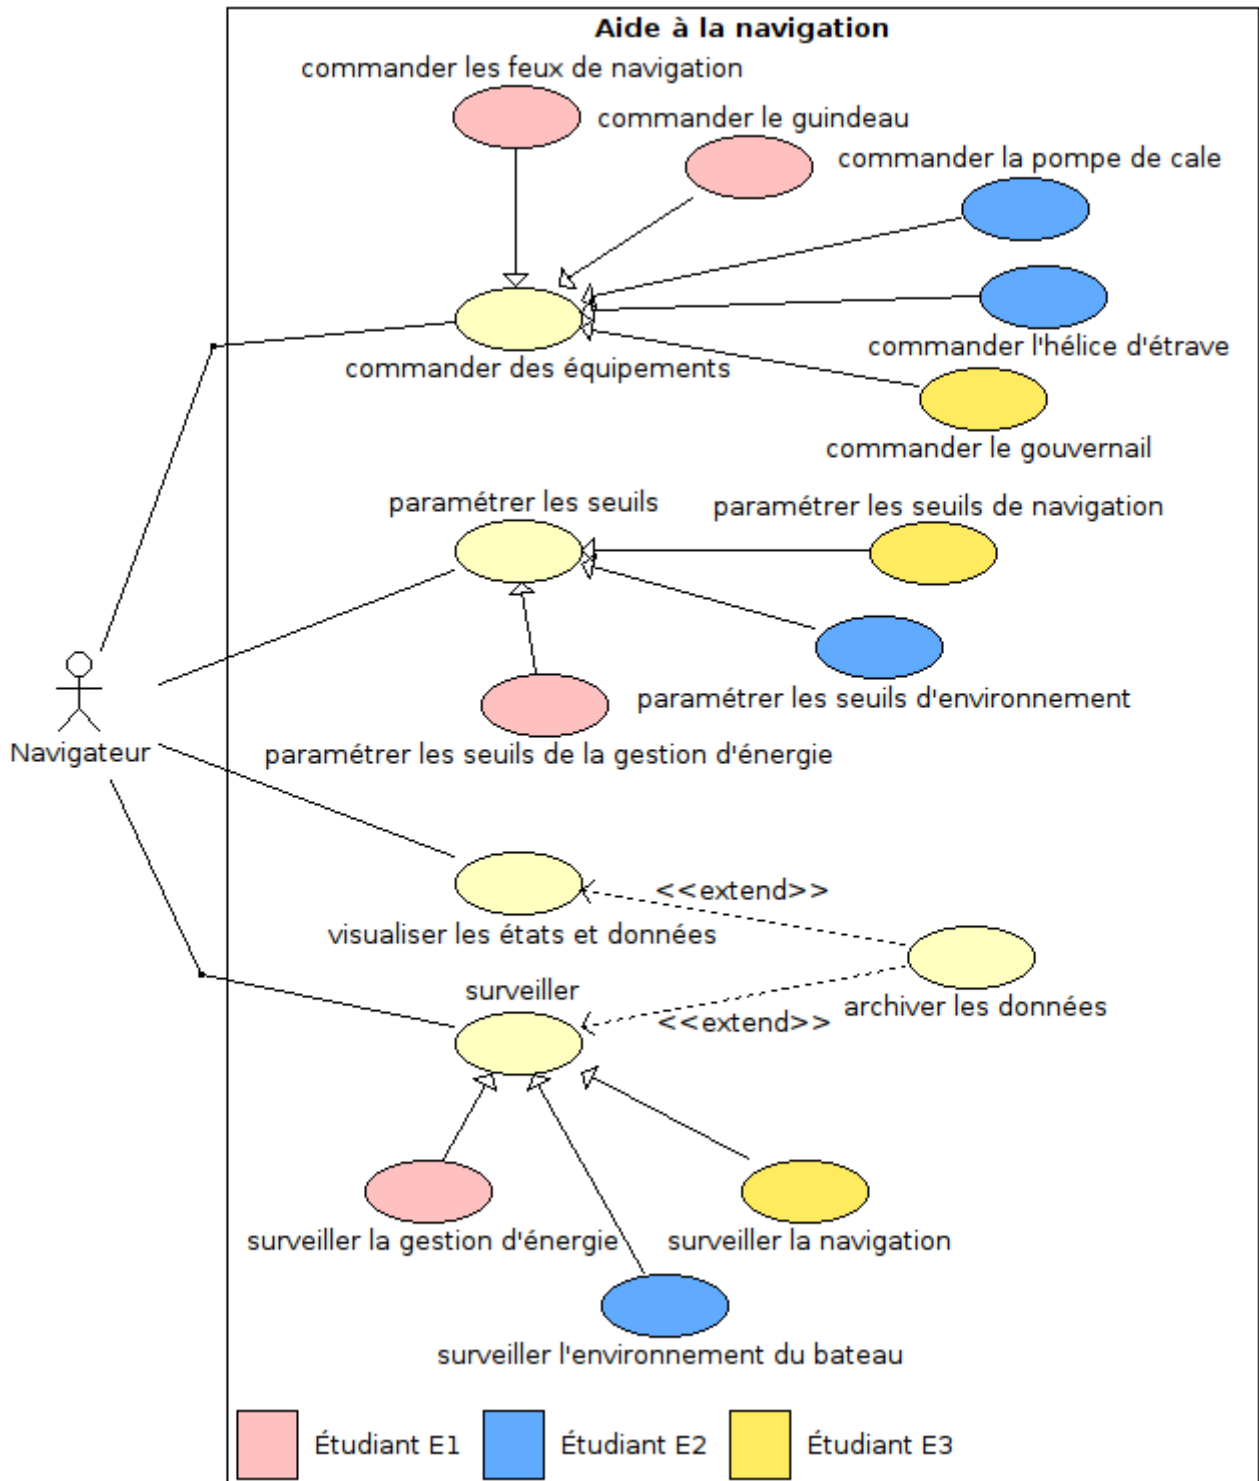 Aide à la navigation
commander les feux de navigation
commander le guindeau
commander la pompe de cale
commander l'hélice d'étrave
commander des équipements
commander le gouvernail
paramétrer les seuils
paramétrer les seuils de navigation
paramétrer les seuils d'environnement
Navigateur
paramétrer les seuils de la gestion d'énergie
<<extend>>
visualiser les états et données
surveiller
archiver les données
<<extend>>
surveiller la gestion d'énergie
surveiller la navigation
surveiller l'environnement du bateau
Étudiant E1
Étudiant E2
Étudiant E3